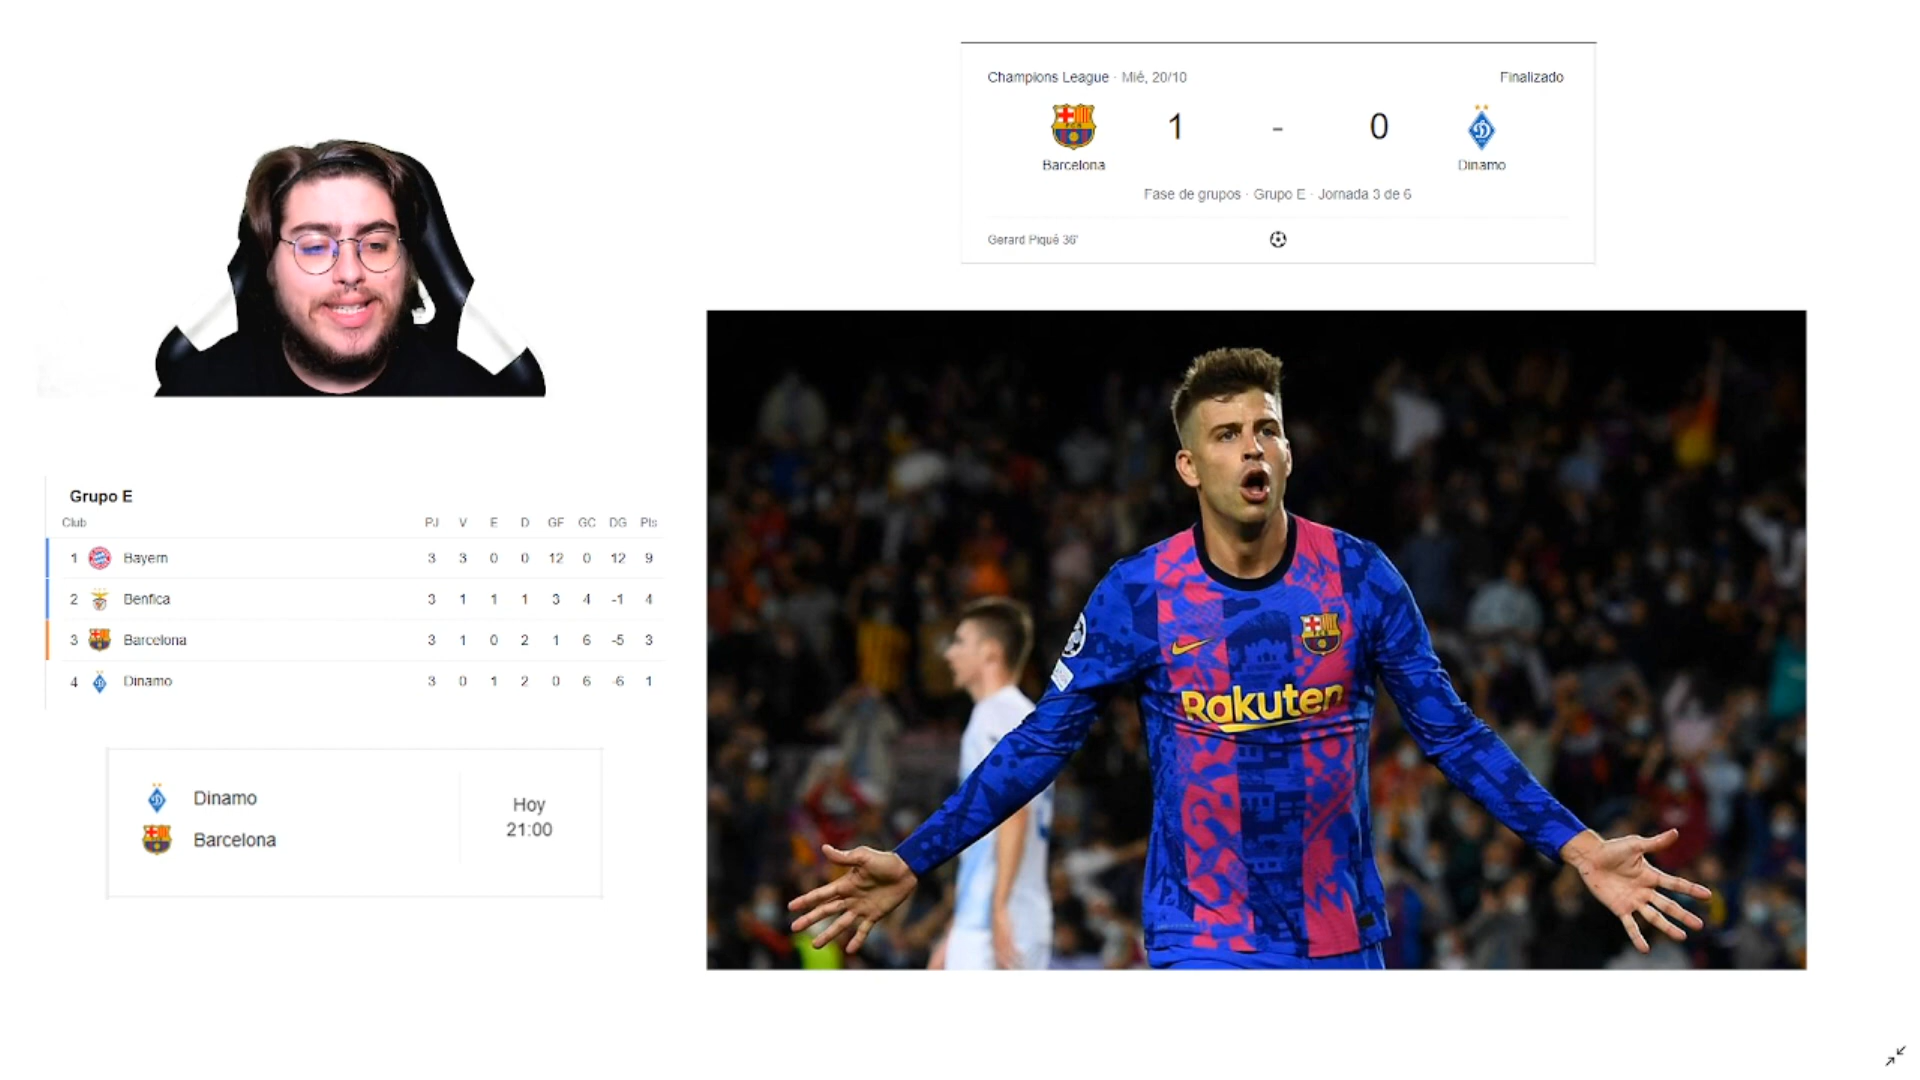 Champions League · Mié, 20/10 Finalizado
1 - 0
Barcelona Dinamo
Fase de grupos · Grupo E · Jornada 3 de 6
Gerard Piqué 36'
Grupo E
Club PJ V E D GF GC DG Pts
1 Bayern 3 3 0 0 12 0 12 9
2 Benfica 3 1 1 1 3 4 -1 4
3 Barcelona 3 1 0 2 1 6 -5 3
4 Dinamo 3 0 1 2 0 6 -6 1
Dinamo
Barcelona
Hoy
21:00
FCB
Rakuten